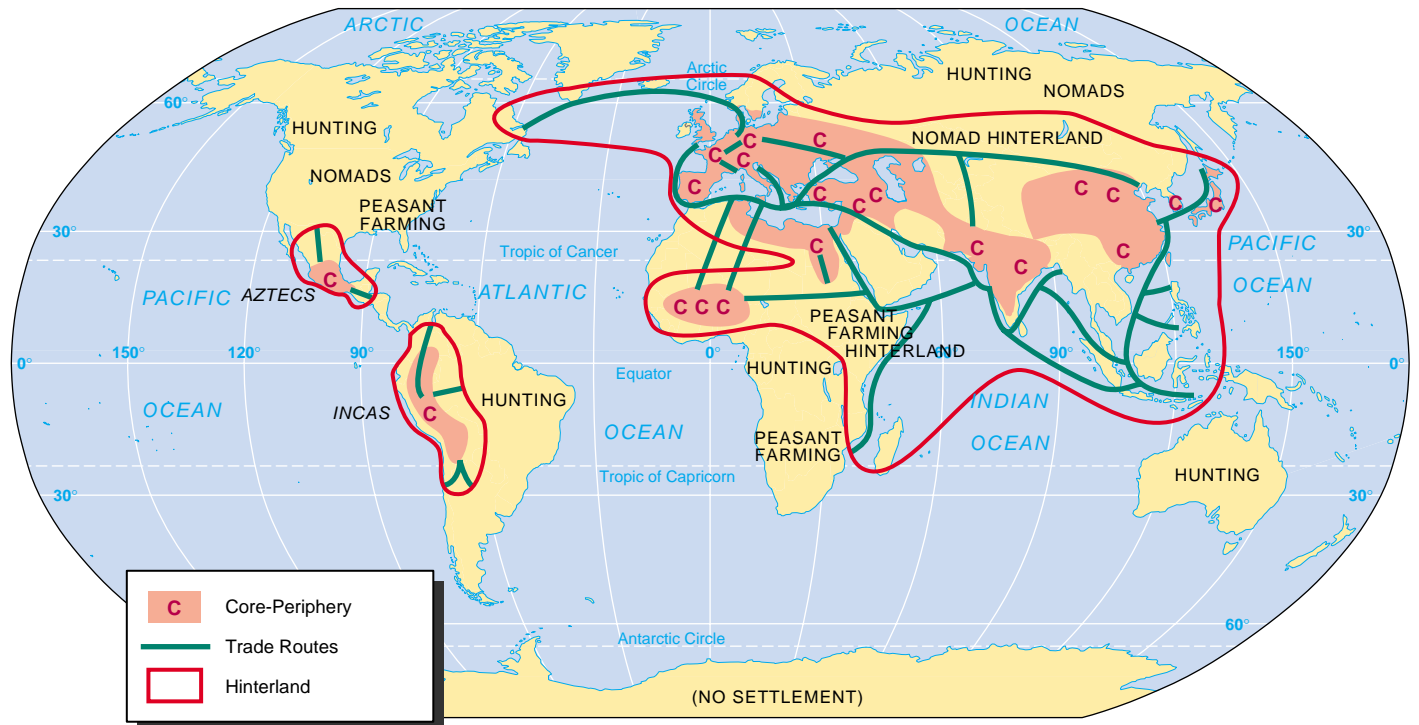 ARCTIC
OCEAN
Arctic
Circle
HUNTING
NOMADS
60°
HUNTING
NOMAD HINTERLAND
NOMADS
PEASANT
FARMING
C
C
C
C
C
C
C
C
C
C
C
C
C
30°
30°
Tropic of Cancer
PACIFIC
OCEAN
C
C
C
C
C
AZTECS
PACIFIC
ATLANTIC
C C C
PEASANT
FARMING
HINTERLAND
150°
120°
90°
0°
60°
90°
150°
0°
0°
Equator
HUNTING
OCEAN
INCAS
C
HUNTING
OCEAN
INDIAN
OCEAN
PEASANT
FARMING
Tropic of Capricorn
HUNTING
30°
30°
C
Core-Periphery
Trade Routes
Hinterland
60°
Antarctic Circle
(NO SETTLEMENT)